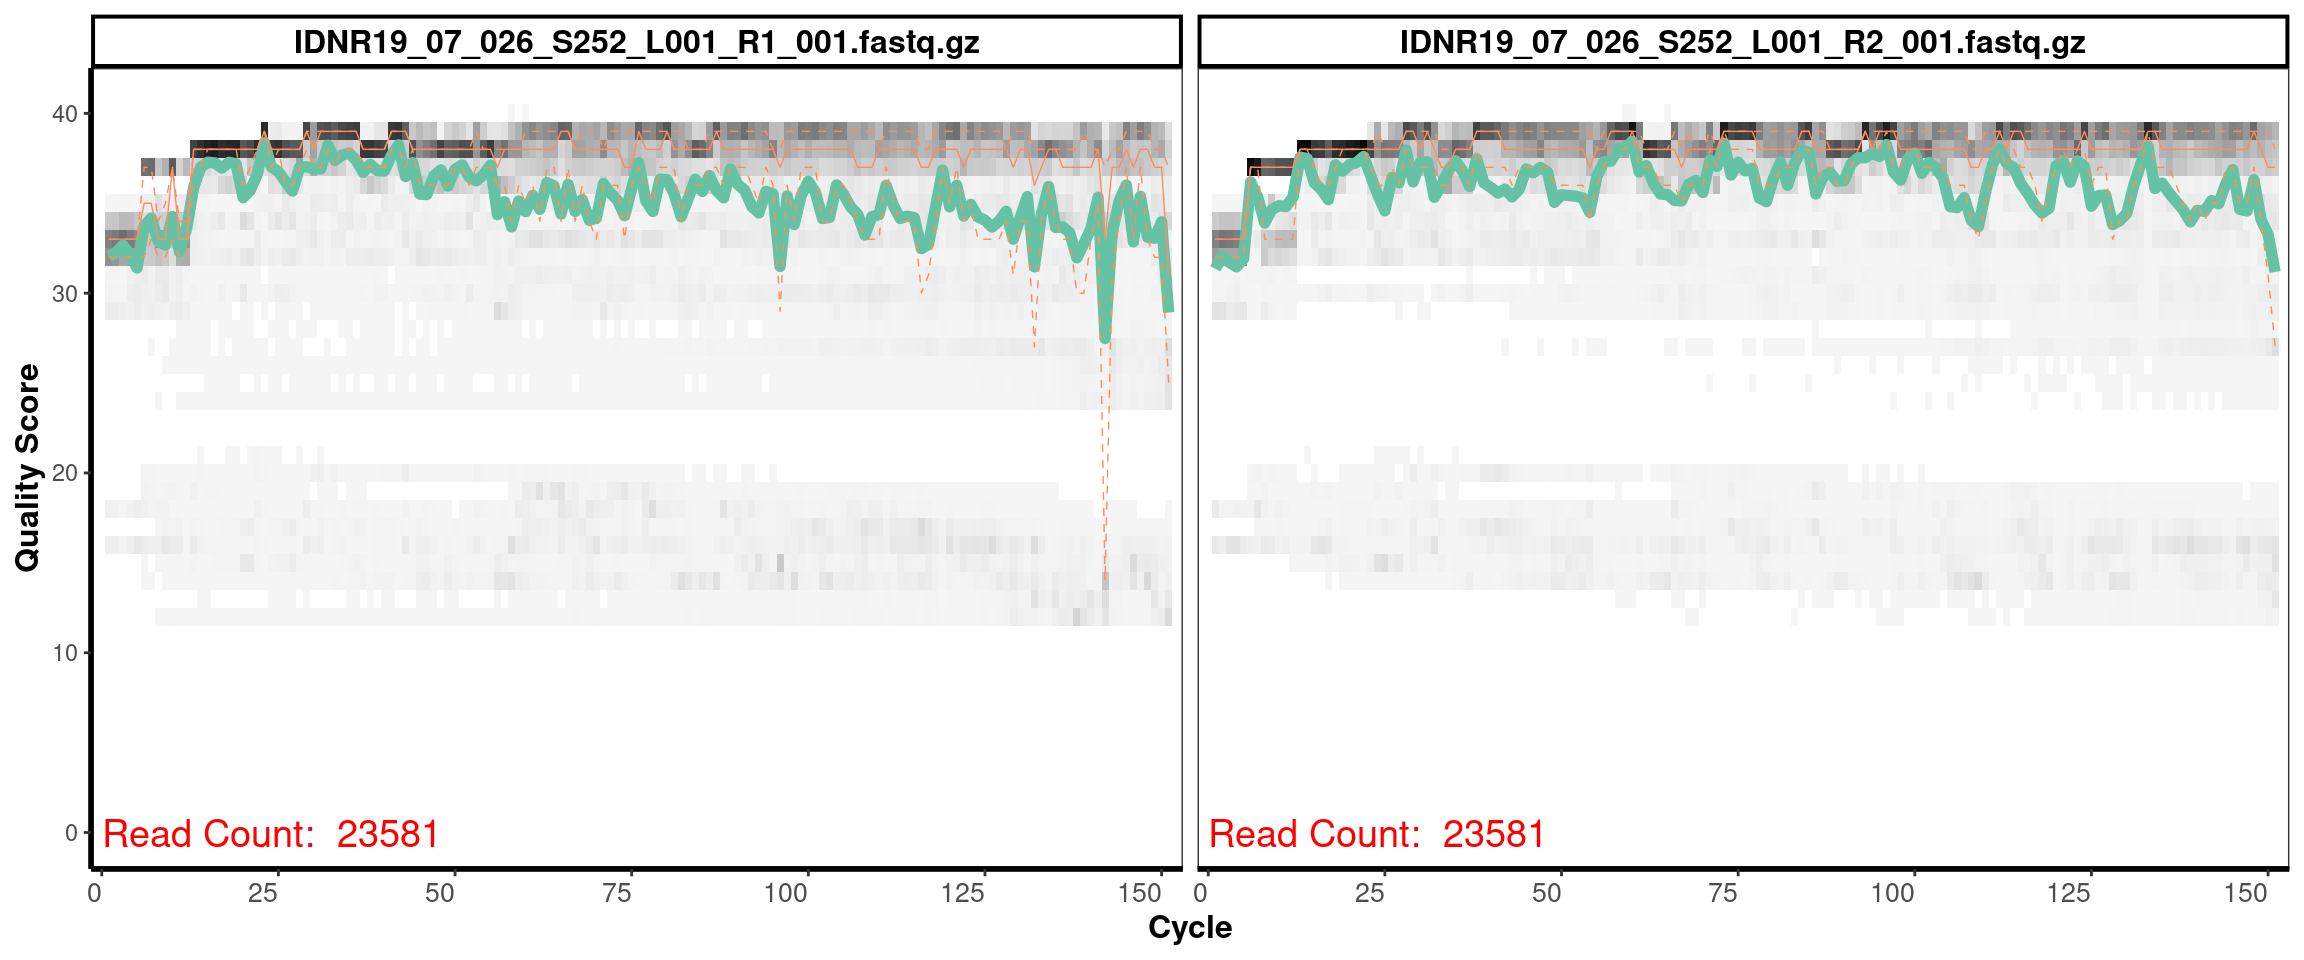 IDNR19_07_026_S252_L001_R1_001.fastq.gz
IDNR19_07_026_S252_L001_R2_001.fastq.gz
Quality Score
40
30
20
10
0
Read Count: 23581
Read Count: 23581
0 25 50 75 100 125 150
0 25 50 75 100 125 150
Cycle